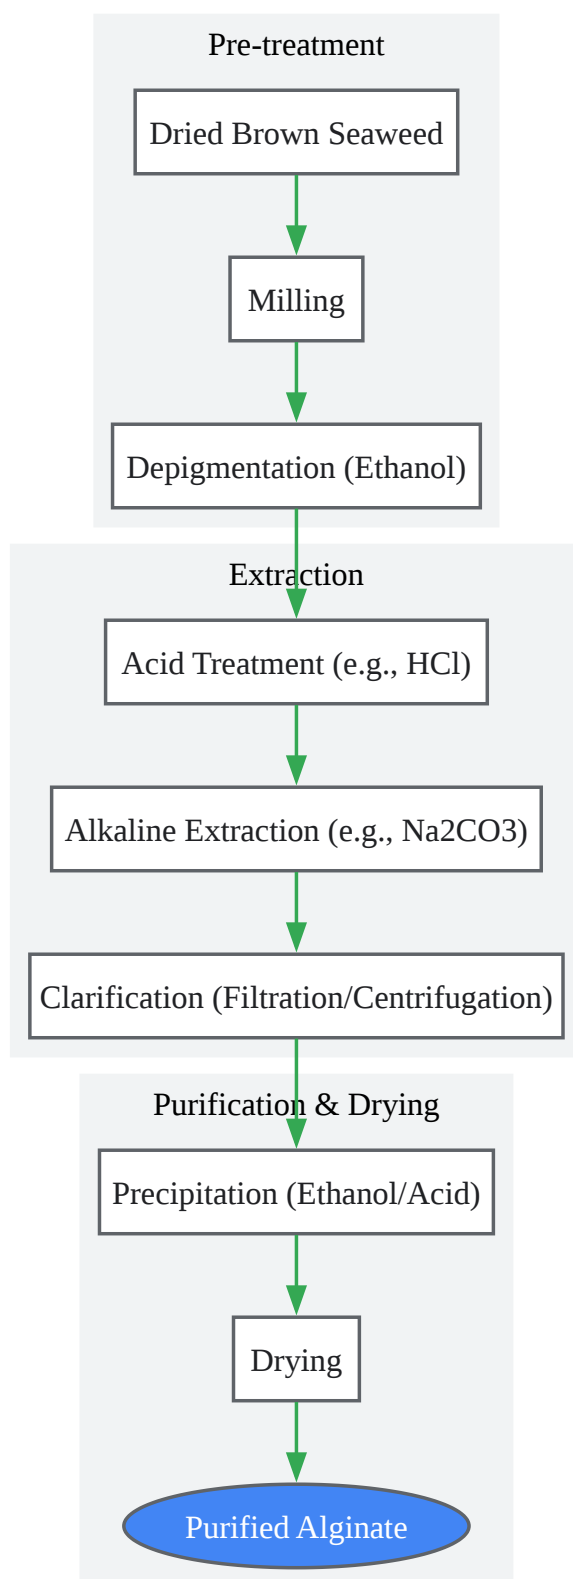 Pre-treatment
Dried Brown Seaweed
Milling
Depigmentation (Ethanol)
Extraction
Acid Treatment (e.g., HCl)
Alkaline Extraction (e.g., Na2CO3)
Clarification (Filtration/Centrifugation)
Purification & Drying
Precipitation (Ethanol/Acid)
Drying
Purified Alginate